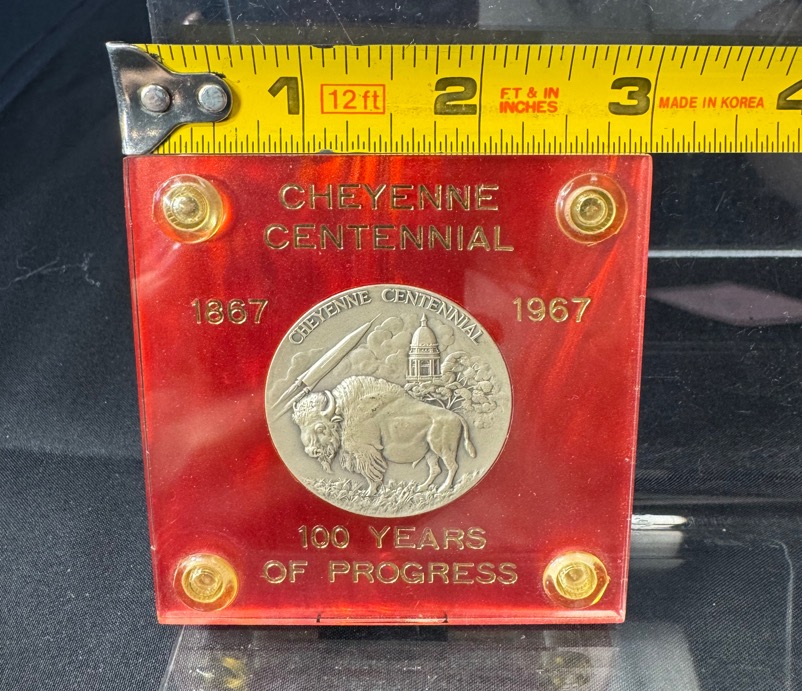 1 12ft 2 FT & IN 3 MADE IN KOREA 4
INCHES
CHEYENNE
CENTENNIAL
1867 1967
CHEYENNE CENTENNIAL
100 YEARS
OF PROGRESS